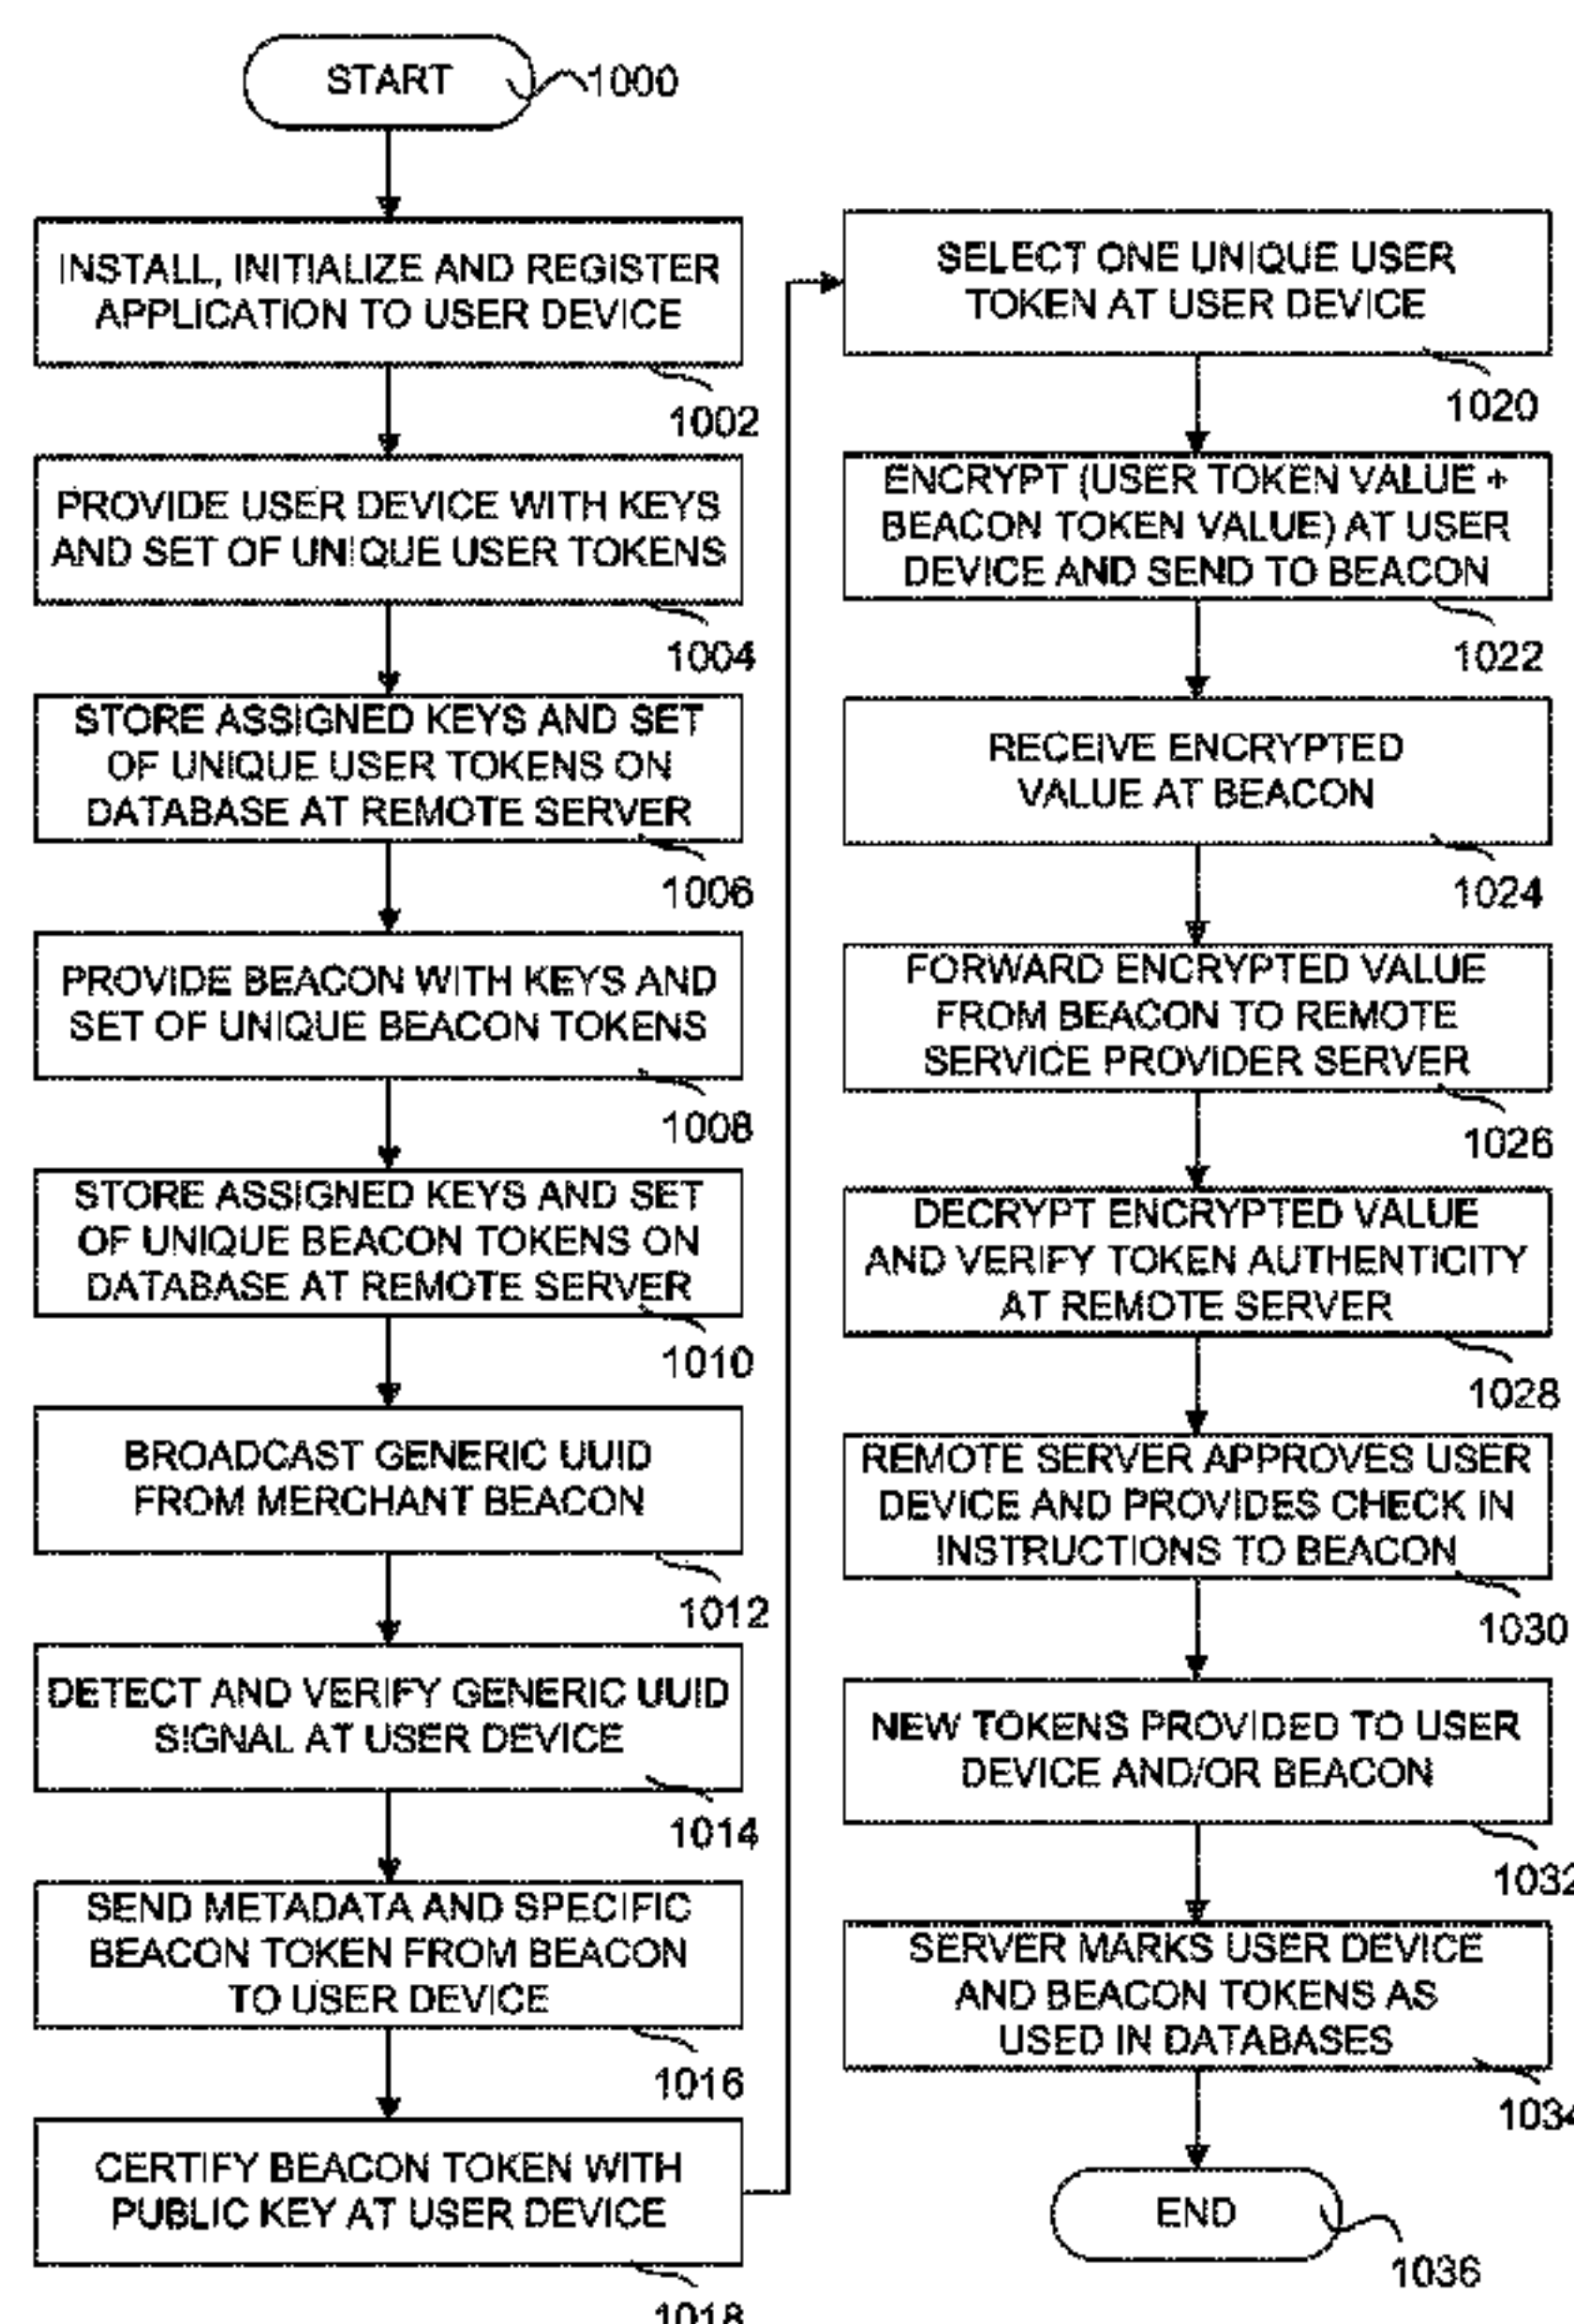 START
1000
INSTALL, INITIALIZE AND REGISTER
APPLICATION TO USER DEVICE
1002
PROVIDE USER DEVICE WITH KEYS
AND SET OF UNIQUE USER TOKENS
1004
STORE ASSIGNED KEYS AND SET
OF UNIQUE USER TOKENS ON
DATABASE AT REMOTE SERVER
1006
PROVIDE BEACON WITH KEYS AND
SET OF UNIQUE BEACON TOKENS
1008
STORE ASSIGNED KEYS AND SET
OF UNIQUE BEACON TOKENS ON
DATABASE AT REMOTE SERVER
1010
BROADCAST GENERIC UUID
FROM MERCHANT BEACON
1012
DETECT AND VERIFY GENERIC UUID
SIGNAL AT USER DEVICE
1014
SEND METADATA AND SPECIFIC
BEACON TOKEN FROM BEACON
TO USER DEVICE
1016
CERTIFY BEACON TOKEN WITH
PUBLIC KEY AT USER DEVICE
1018
SELECT ONE UNIQUE USER
TOKEN AT USER DEVICE
1020
ENCRYPT (USER TOKEN VALUE +
BEACON TOKEN VALUE) AT USER
DEVICE AND SEND TO BEACON
1022
RECEIVE ENCRYPTED
VALUE AT BEACON
1024
FORWARD ENCRYPTED VALUE
FROM BEACON TO REMOTE
SERVICE PROVIDER SERVER
1026
DECRYPT ENCRYPTED VALUE
AND VERIFY TOKEN AUTHENTICITY
AT REMOTE SERVER
1028
REMOTE SERVER APPROVES USER
DEVICE AND PROVIDES CHECK IN
INSTRUCTIONS TO BEACON
1030
NEW TOKENS PROVIDED TO USER
DEVICE AND/OR BEACON
1032
SERVER MARKS USER DEVICE
AND BEACON TOKENS AS
USED IN DATABASES
1034
END
1036